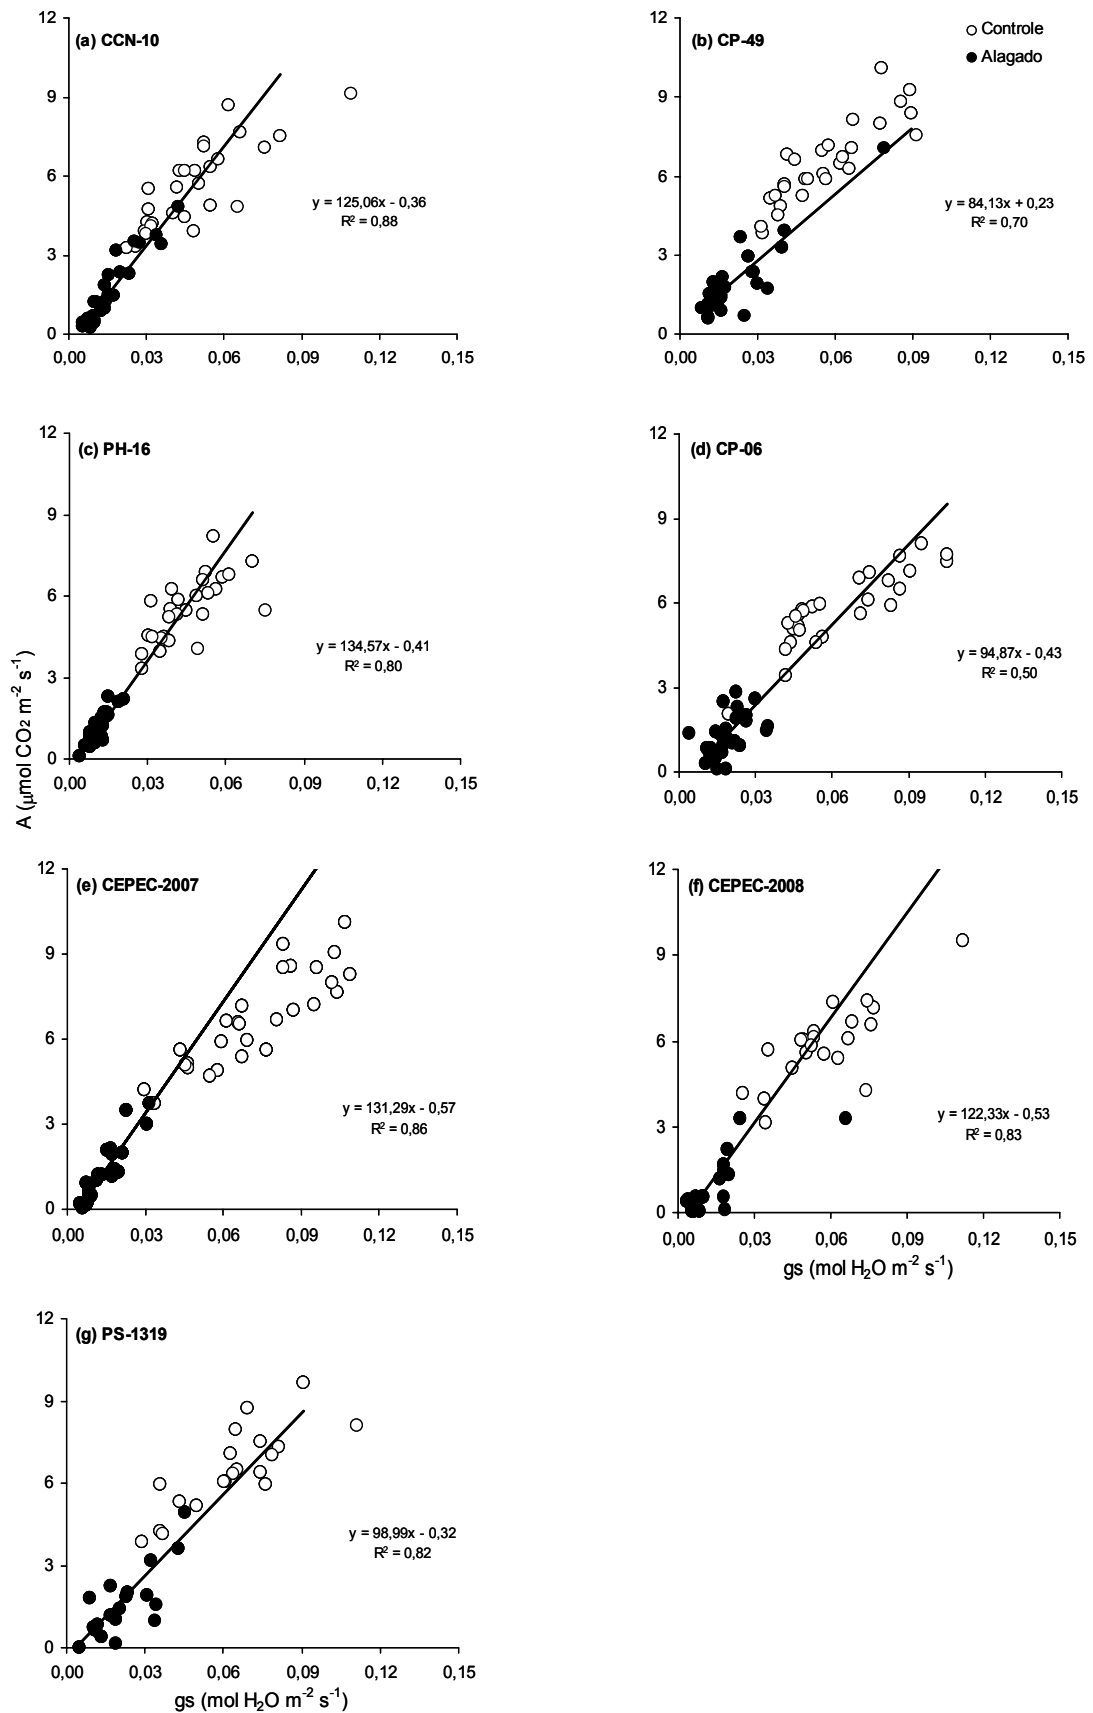 (a) CCN-10
12
9
6
3
0
0,00 0,03 0,06 0,09 0,12 0,15
y = 125,06x - 0,36
R² = 0,88
(b) CP-49
Controle
Alagado
12
9
6
3
0
0,00 0,03 0,06 0,09 0,12 0,15
y = 84,13x + 0,23
R² = 0,70
(c) PH-16
12
9
6
3
0
0,00 0,03 0,06 0,09 0,12 0,15
y = 134,57x - 0,41
R² = 0,80
A (µmol CO2 m⁻² s⁻¹)
(d) CP-06
12
9
6
3
0
0,00 0,03 0,06 0,09 0,12 0,15
y = 94,87x - 0,43
R² = 0,50
(e) CEPEC-2007
12
9
6
3
0
0,00 0,03 0,06 0,09 0,12 0,15
y = 131,29x - 0,57
R² = 0,86
(f) CEPEC-2008
12
9
6
3
0
0,00 0,03 0,06 0,09 0,12 0,15
y = 122,33x - 0,53
R² = 0,83
gs (mol H₂O m⁻² s⁻¹)
(g) PS-1319
12
9
6
3
0
0,00 0,03 0,06 0,09 0,12 0,15
y = 98,99x - 0,32
R² = 0,82
gs (mol H₂O m⁻² s⁻¹)